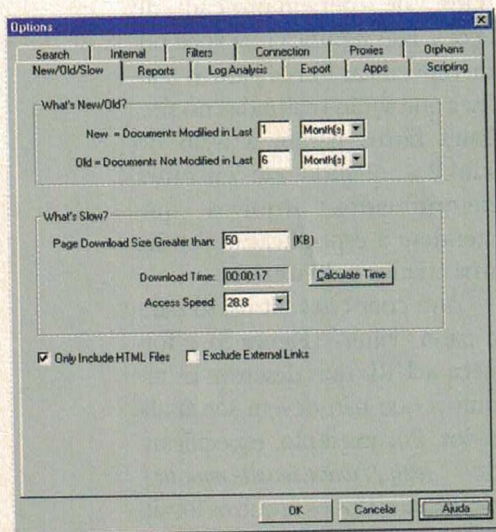 Options
Search Internal Filters Connection Proxies Orphans
New/Old/Slow Reports Log Analysis Export Apps Scripting
What's New/Old?
New = Documents Modified in Last 1 Month(s)
Old = Documents Not Modified in Last 6 Month(s)
What's Slow?
Page Download Size Greater than: 50 (KB)
Download Time: 00:00:17 Calculate Time
Access Speed: 28.8
Only Include HTML Files Exclude External Links
OK Cancelar Ajuda